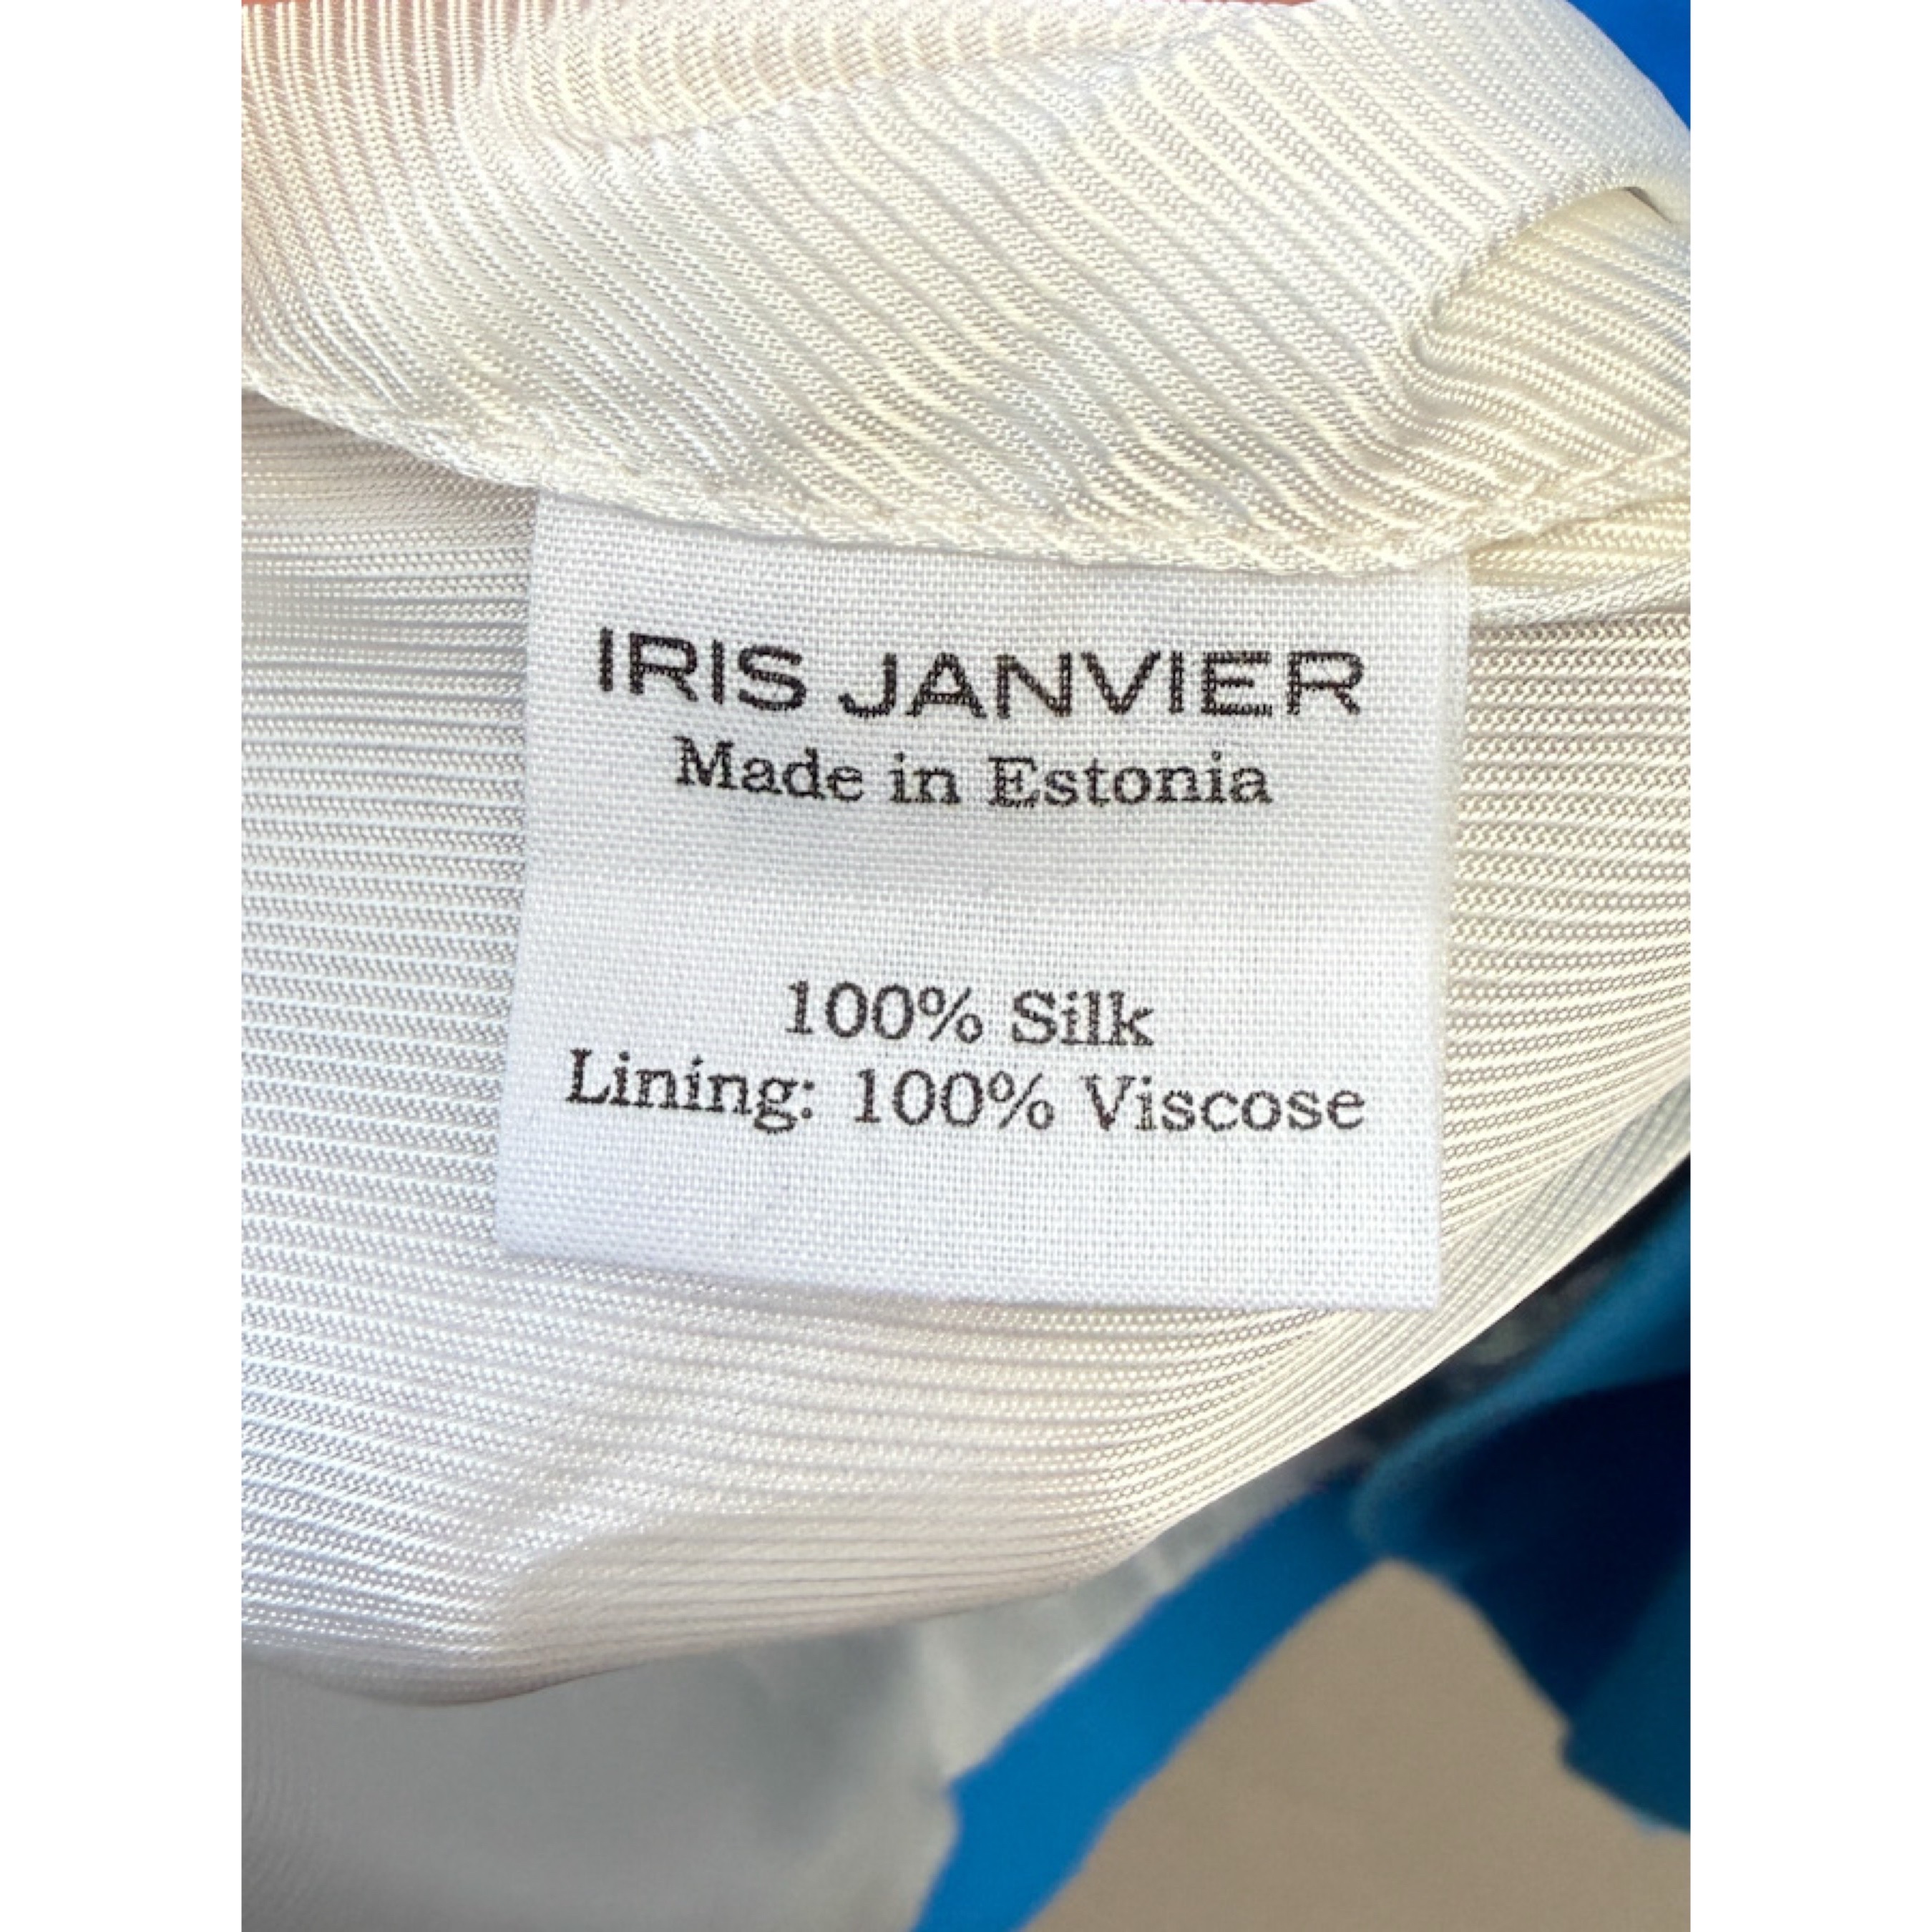 IRIS JANVIER
Made in Estonia
100% Silk
Lining: 100% Viscose